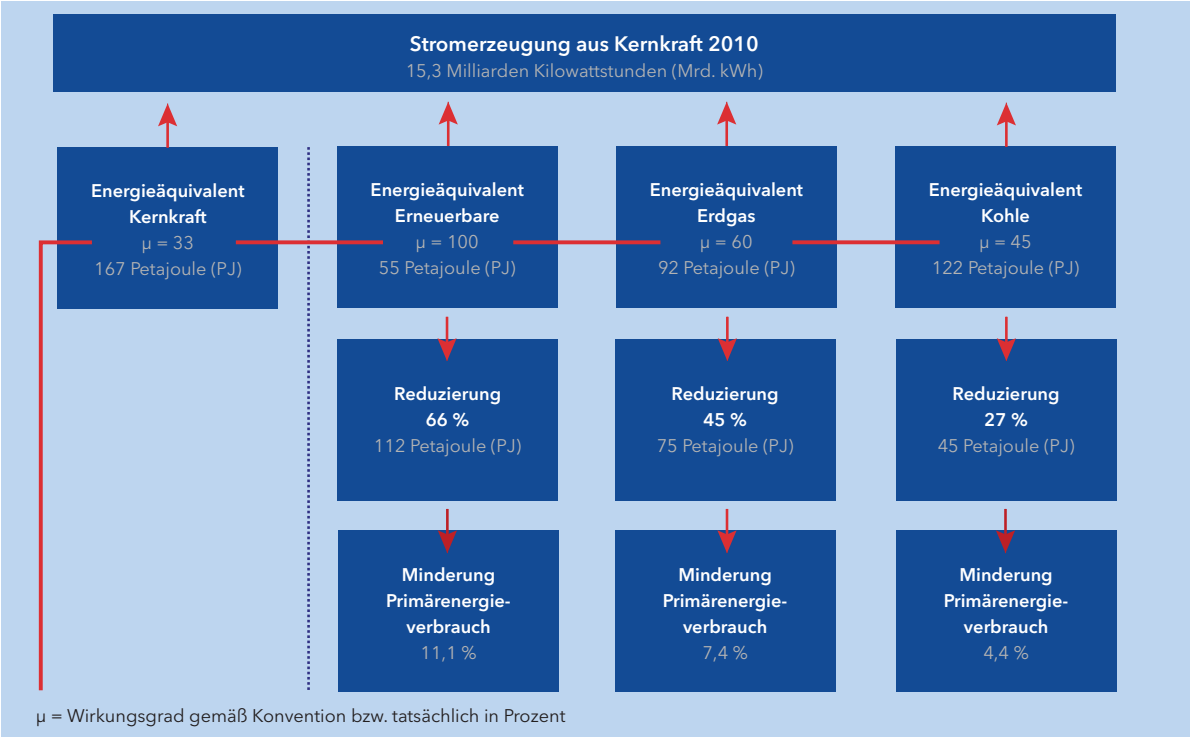 Stromerzeugung aus Kernkraft 2010
15,3 Milliarden Kilowattstunden (Mrd. kWh)
Energieäquivalent
Kernkraft
µ = 33
167 Petajoule (PJ)
Energieäquivalent
Erneuerbare
µ = 100
55 Petajoule (PJ)
Energieäquivalent
Erdgas
µ = 60
92 Petajoule (PJ)
Energieäquivalent
Kohle
µ = 45
122 Petajoule (PJ)
Reduzierung
66 %
112 Petajoule (PJ)
Reduzierung
45 %
75 Petajoule (PJ)
Reduzierung
27 %
45 Petajoule (PJ)
Minderung
Primärenergie-
verbrauch
11,1 %
Minderung
Primärenergie-
verbrauch
7,4 %
Minderung
Primärenergie-
verbrauch
4,4 %
µ = Wirkungsgrad gemäß Konvention bzw. tatsächlich in Prozent